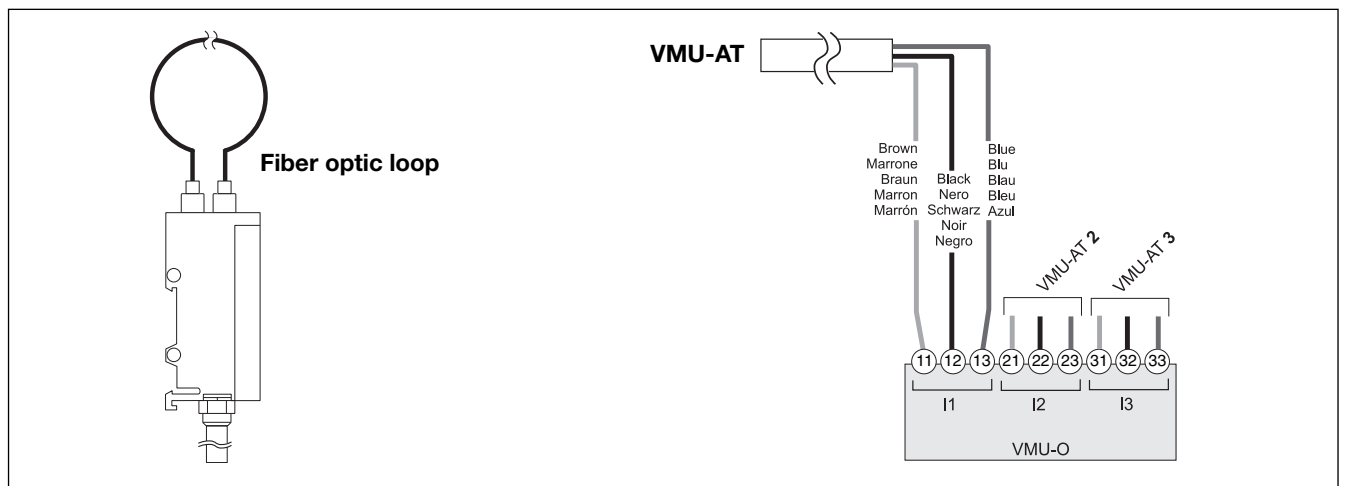 Fiber optic loop
VMU-AT
Brown
Marrone
Braun
Marron
Marrón
Black
Nero
Schwarz
Noir
Negro
Blue
Blu
Blau
Bleu
Azul
VMU-AT 2
VMU-AT 3
11 12 13 21 22 23 31 32 33
I1 I2 I3
VMU-O